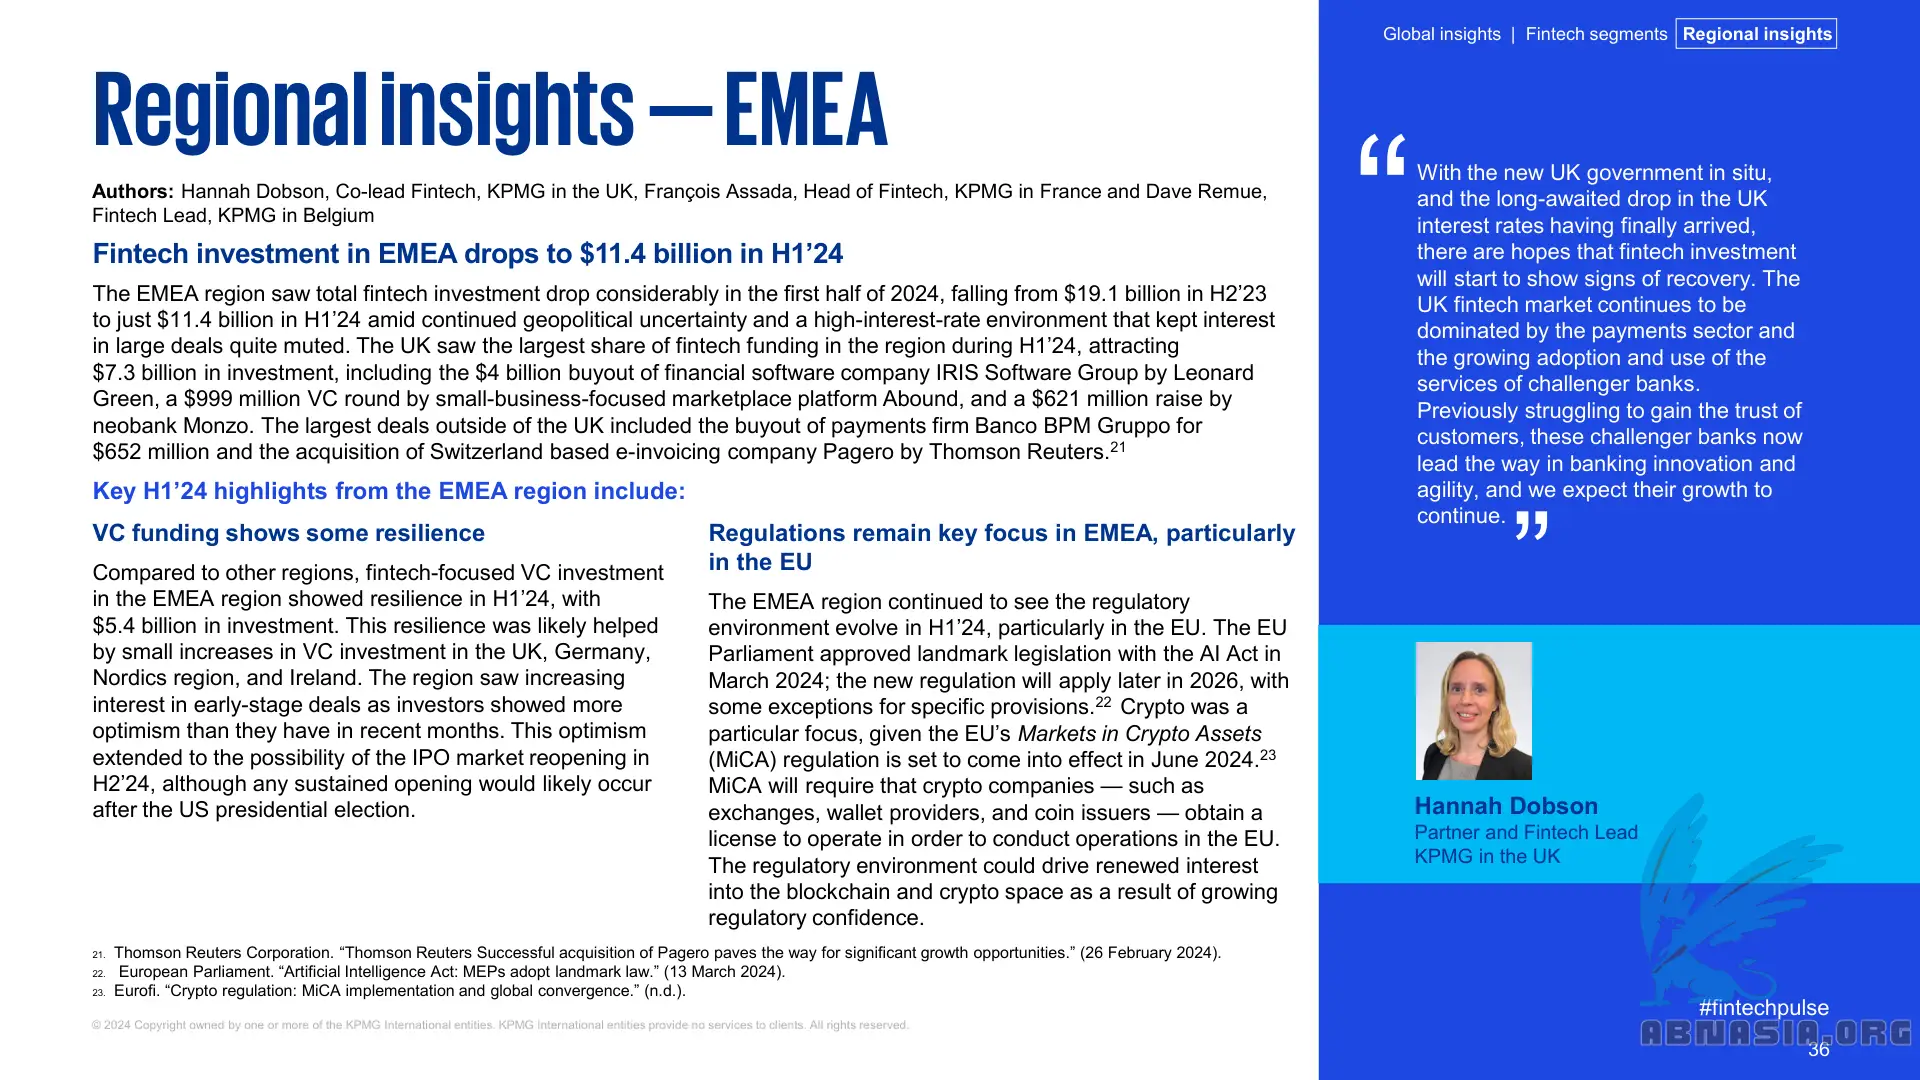 Global insights | Fintech segments Regional insights
Regional insights — EMEA
Authors: Hannah Dobson, Co-lead Fintech, KPMG in the UK, François Assada, Head of Fintech, KPMG in France and Dave Remue,
Fintech Lead, KPMG in Belgium
Fintech investment in EMEA drops to $11.4 billion in H1’24
The EMEA region saw total fintech investment drop considerably in the first half of 2024, falling from $19.1 billion in H2’23
to just $11.4 billion in H1’24 amid continued geopolitical uncertainty and a high-interest-rate environment that kept interest
in large deals quite muted. The UK saw the largest share of fintech funding in the region during H1’24, attracting
$7.3 billion in investment, including the $4 billion buyout of financial software company IRIS Software Group by Leonard
Green, a $999 million VC round by small-business-focused marketplace platform Abound, and a $621 million raise by
neobank Monzo. The largest deals outside of the UK included the buyout of payments firm Banco BPM Gruppo for
$652 million and the acquisition of Switzerland based e-invoicing company Pagero by Thomson Reuters.21
Key H1’24 highlights from the EMEA region include:
VC funding shows some resilience
Compared to other regions, fintech-focused VC investment
in the EMEA region showed resilience in H1’24, with
$5.4 billion in investment. This resilience was likely helped
by small increases in VC investment in the UK, Germany,
Nordics region, and Ireland. The region saw increasing
interest in early-stage deals as investors showed more
optimism than they have in recent months. This optimism
extended to the possibility of the IPO market reopening in
H2’24, although any sustained opening would likely occur
after the US presidential election.
Regulations remain key focus in EMEA, particularly
in the EU
The EMEA region continued to see the regulatory
environment evolve in H1’24, particularly in the EU. The EU
Parliament approved landmark legislation with the AI Act in
March 2024; the new regulation will apply later in 2026, with
some exceptions for specific provisions.22 Crypto was a
particular focus, given the EU’s Markets in Crypto Assets
(MiCA) regulation is set to come into effect in June 2024.23
MiCA will require that crypto companies — such as
exchanges, wallet providers, and coin issuers — obtain a
license to operate in order to conduct operations in the EU.
The regulatory environment could drive renewed interest
into the blockchain and crypto space as a result of growing
regulatory confidence.
21. Thomson Reuters Corporation. “Thomson Reuters Successful acquisition of Pagero paves the way for significant growth opportunities.” (26 February 2024).
22. European Parliament. “Artificial Intelligence Act: MEPs adopt landmark law.” (13 March 2024).
23. Eurofi. “Crypto regulation: MiCA implementation and global convergence.” (n.d.).
© 2024 Copyright owned by one or more of the KPMG International entities. KPMG International entities provide no services to clients. All rights reserved.
“ With the new UK government in situ,
and the long-awaited drop in the UK
interest rates having finally arrived,
there are hopes that fintech investment
will start to show signs of recovery. The
UK fintech market continues to be
dominated by the payments sector and
the growing adoption and use of the
services of challenger banks.
Previously struggling to gain the trust of
customers, these challenger banks now
lead the way in banking innovation and
agility, and we expect their growth to
continue. ”
Hannah Dobson
Partner and Fintech Lead
KPMG in the UK
#fintechpulse
ABNASIA.ORG
36